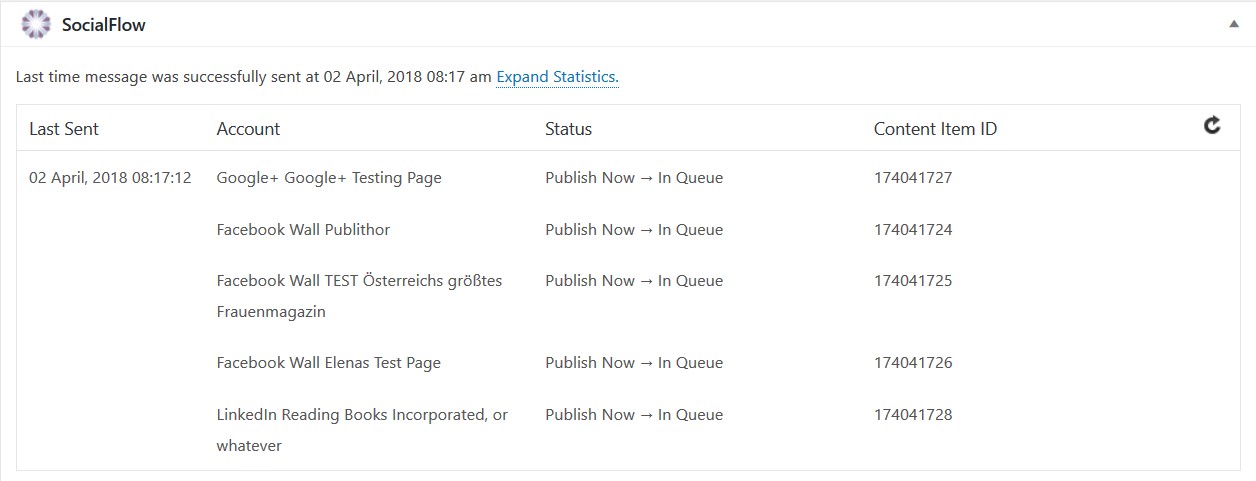 SocialFlow
Last time message was successfully sent at 02 April, 2018 08:17 am Expand Statistics.
Last Sent Account Status Content Item ID
02 April, 2018 08:17:12 Google+ Google+ Testing Page Publish Now → In Queue 174041727
Facebook Wall Publithor Publish Now → In Queue 174041724
Facebook Wall TEST Österreichs größtes Publish Now → In Queue 174041725
Frauenmagazin
Facebook Wall Elenas Test Page Publish Now → In Queue 174041726
LinkedIn Reading Books Incorporated, or Publish Now → In Queue 174041728
whatever